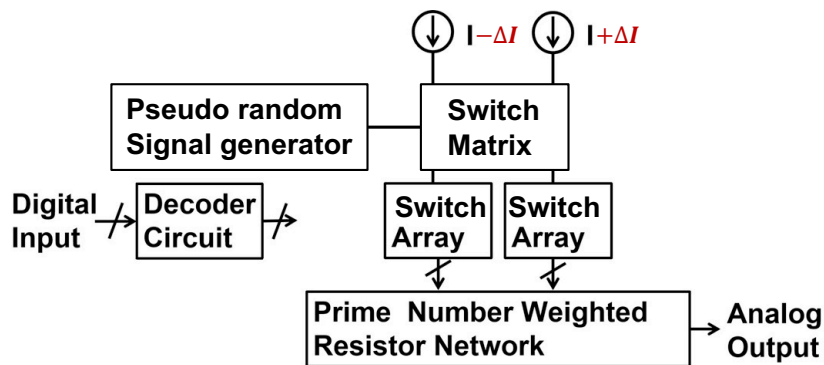 I−ΔI
I+ΔI
Pseudo random
Signal generator
Switch
Matrix
Digital
Input
Decoder
Circuit
Switch
Array
Switch
Array
Prime Number Weighted
Resistor Network
Analog
Output